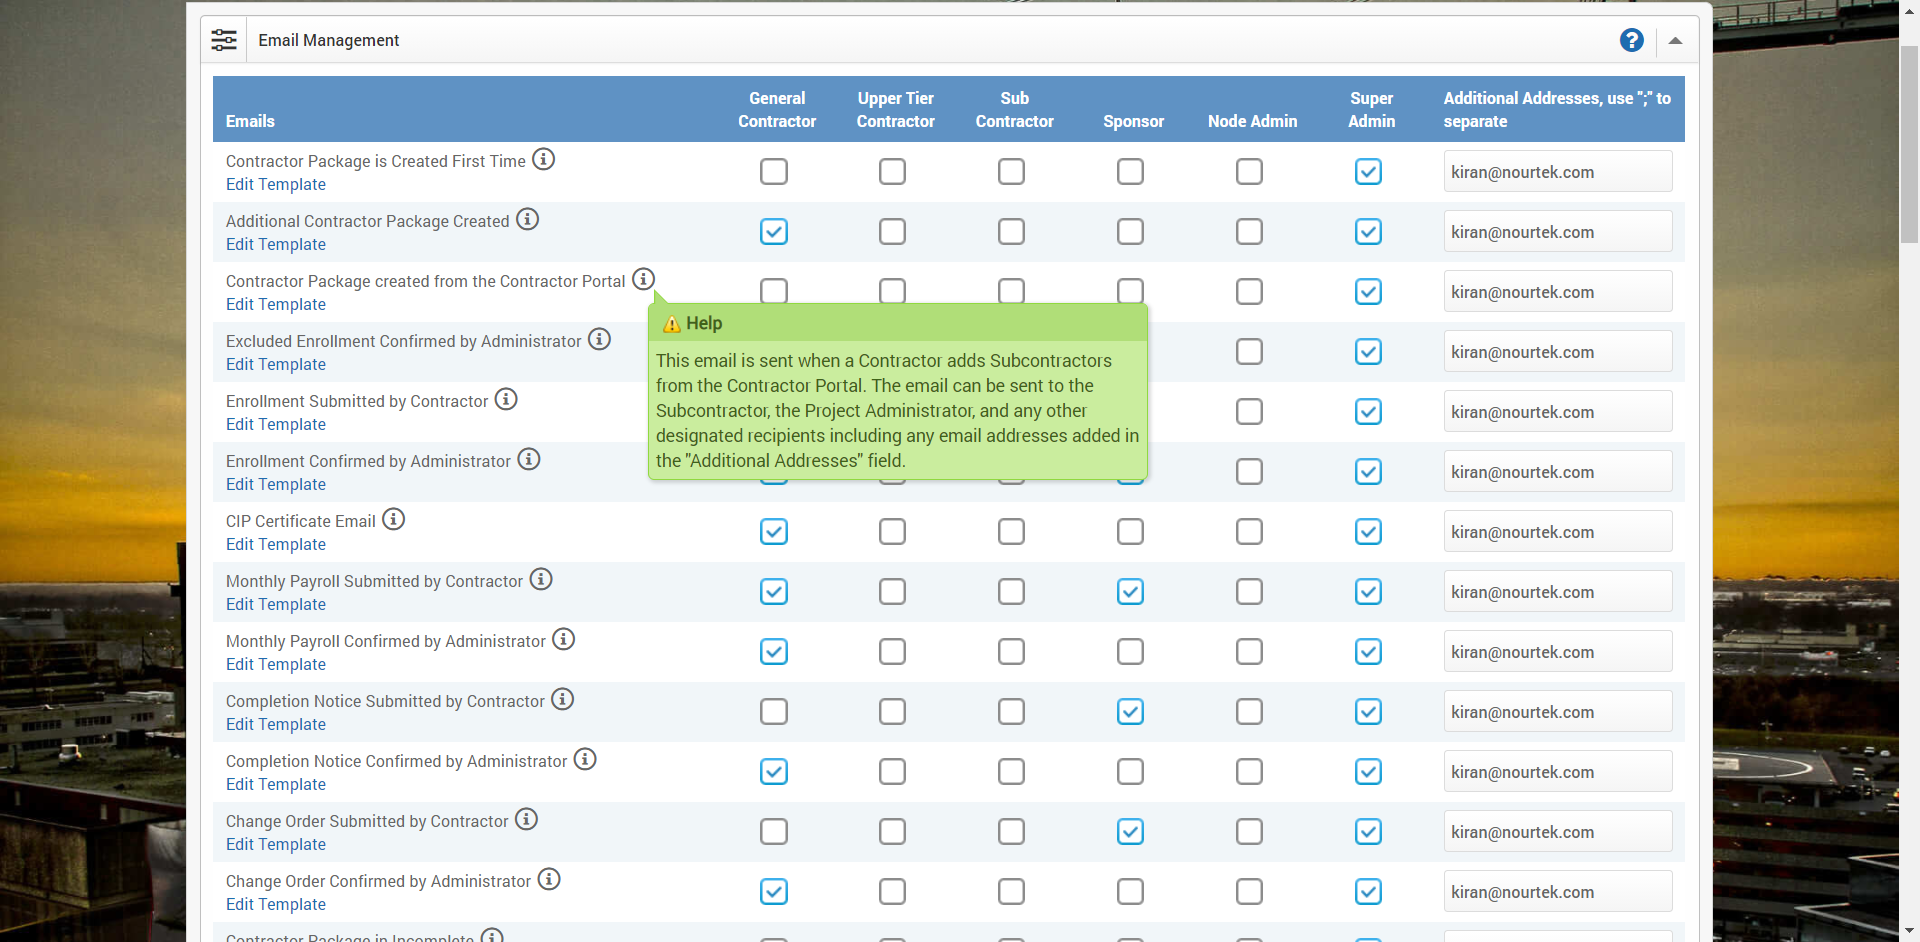 Email Management
?
Emails
General Contractor
Upper Tier Contractor
Sub Contractor
Sponsor
Node Admin
Super Admin
Additional Addresses, use ";" to separate
Contractor Package is Created First Time
Edit Template
kiran@nourtek.com
Additional Contractor Package Created
Edit Template
kiran@nourtek.com
Contractor Package created from the Contractor Portal
Edit Template
kiran@nourtek.com
Help
This email is sent when a Contractor adds Subcontractors
from the Contractor Portal. The email can be sent to the
Subcontractor, the Project Administrator, and any other
designated recipients including any email addresses added in
the "Additional Addresses" field.
Excluded Enrollment Confirmed by Administrator
Edit Template
kiran@nourtek.com
Enrollment Submitted by Contractor
Edit Template
kiran@nourtek.com
Enrollment Confirmed by Administrator
Edit Template
kiran@nourtek.com
CIP Certificate Email
Edit Template
kiran@nourtek.com
Monthly Payroll Submitted by Contractor
Edit Template
kiran@nourtek.com
Monthly Payroll Confirmed by Administrator
Edit Template
kiran@nourtek.com
Completion Notice Submitted by Contractor
Edit Template
kiran@nourtek.com
Completion Notice Confirmed by Administrator
Edit Template
kiran@nourtek.com
Change Order Submitted by Contractor
Edit Template
kiran@nourtek.com
Change Order Confirmed by Administrator
Edit Template
kiran@nourtek.com
Contractor Package in Incomplete